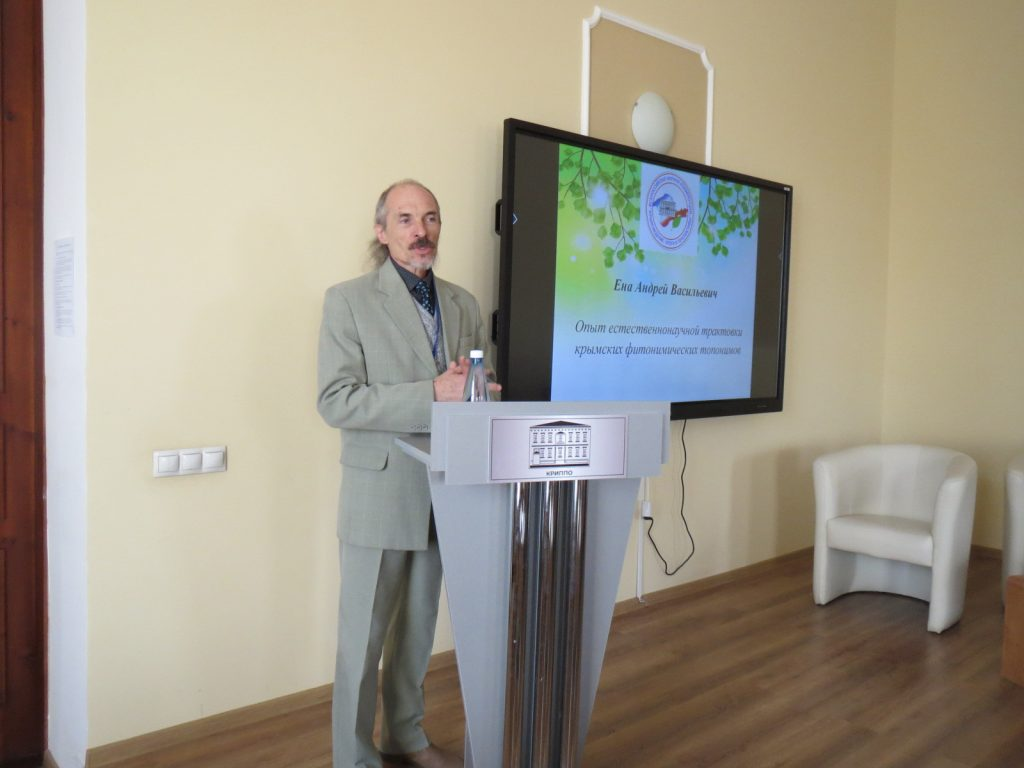 Ена Андрей Васильевич
Опыт естественнонаучной трактовки
крымских фитонимических топонимов
КРИППО